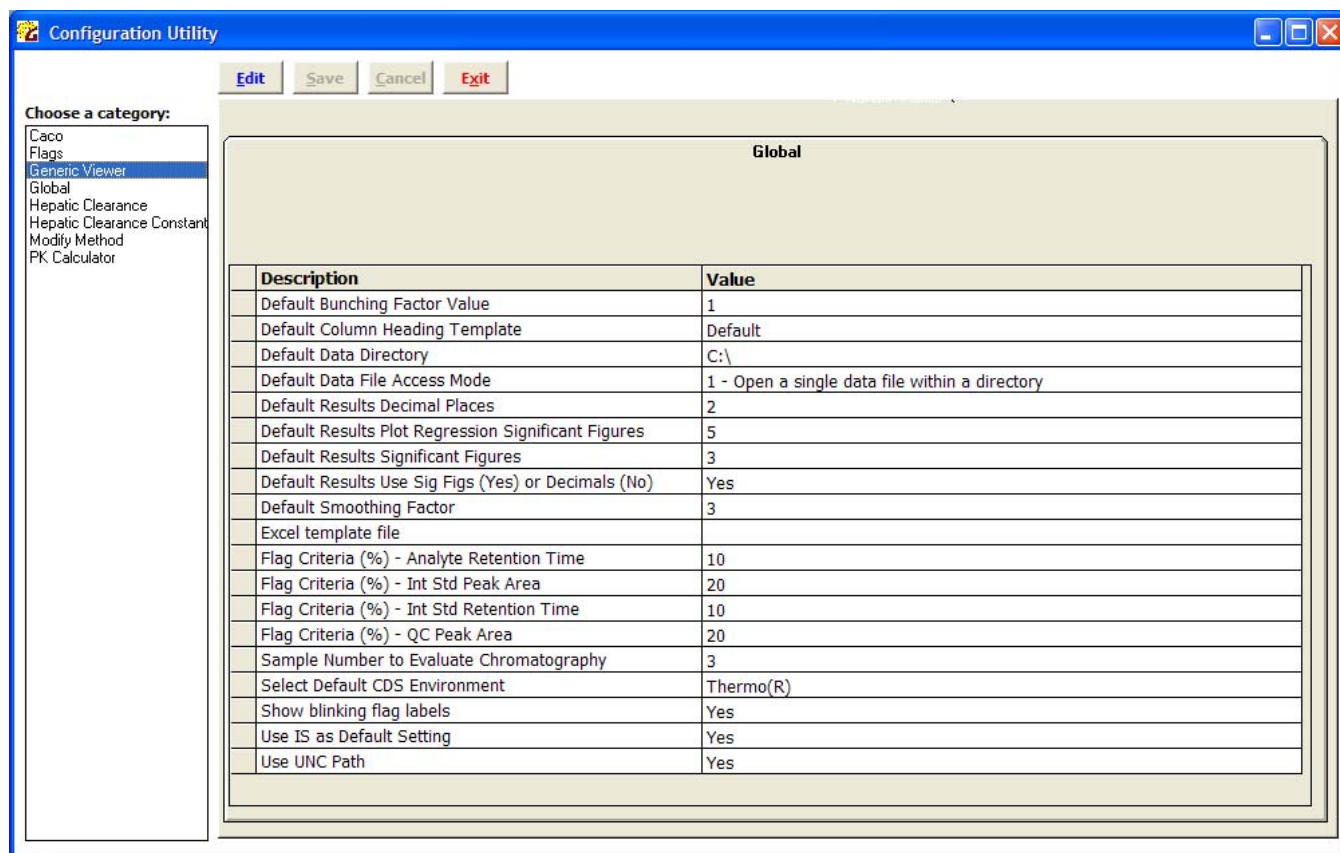 Configuration Utility
Edit Save Cancel Exit
Choose a category:
Caco
Flags
Generic Viewer
Global
Hepatic Clearance
Hepatic Clearance Constant
Modify Method
PK Calculator
Global
Description Value
Default Bunching Factor Value 1
Default Column Heading Template Default
Default Data Directory C:\
Default Data File Access Mode 1 - Open a single data file within a directory
Default Results Decimal Places 2
Default Results Plot Regression Significant Figures 5
Default Results Significant Figures 3
Default Results Use Sig Figs (Yes) or Decimals (No) Yes
Default Smoothing Factor 3
Excel template file
Flag Criteria (%) - Analyte Retention Time 10
Flag Criteria (%) - Int Std Peak Area 20
Flag Criteria (%) - Int Std Retention Time 10
Flag Criteria (%) - QC Peak Area 20
Sample Number to Evaluate Chromatography 3
Select Default CDS Environment Thermo(R)
Show blinking flag labels Yes
Use IS as Default Setting Yes
Use UNC Path Yes